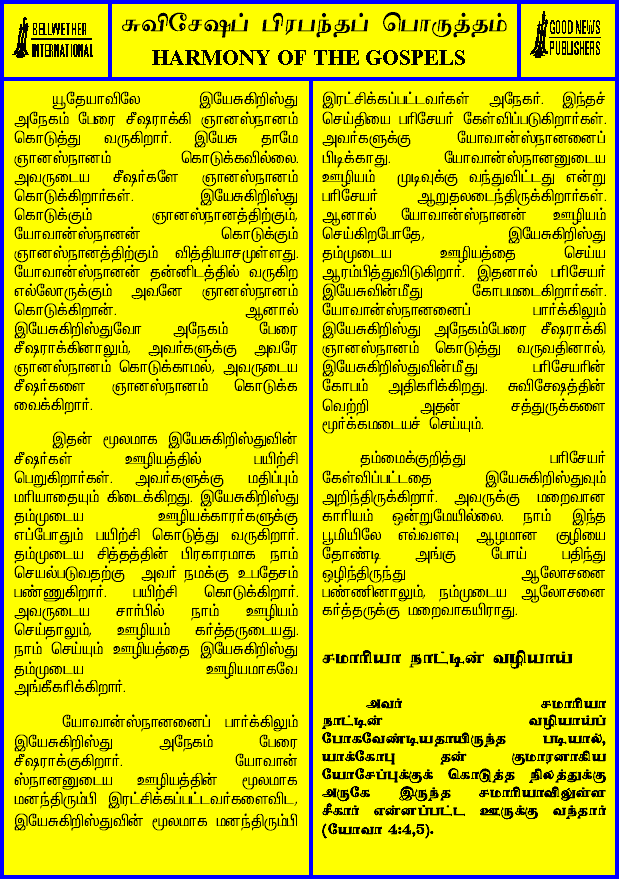 BELLWETHER
INTERNATIONAL
சுவிசேஷப் பிரபந்தப் பொருத்தம்
HARMONY OF THE GOSPELS
GOOD NEWS
PUBLISHERS
யூதேயாவிலே இயேசுகிறிஸ்து
அநேகம் பேரை சீஷராக்கி ஞானஸ்நானம்
கொடுத்து வருகிறார். இயேசு தாமே
ஞானஸ்நானம் கொடுக்கவில்லை.
அவருடைய சீஷர்களே ஞானஸ்நானம்
கொடுக்கிறார்கள். இயேசுகிறிஸ்து
கொடுக்கும் ஞானஸ்நானத்திற்கும்,
யோவான்ஸ்நானன் கொடுக்கும்
ஞானஸ்நானத்திற்கும் வித்தியாசமுள்ளது.
யோவான்ஸ்நானன் தன்னிடத்தில் வருகிற
எல்லோருக்கும் அவனே ஞானஸ்நானம்
கொடுக்கிறான். ஆனால்
இயேசுகிறிஸ்துவோ அநேகம் பேரை
சீஷராக்கினாலும், அவர்களுக்கு அவரே
ஞானஸ்நானம் கொடுக்காமல், அவருடைய
சீஷர்களை ஞானஸ்நானம் கொடுக்க
வைக்கிறார்.
இதன் மூலமாக இயேசுகிறிஸ்துவின்
சீஷர்கள் ஊழியத்தில் பயிற்சி
பெறுகிறார்கள். அவர்களுக்கு மதிப்பும்
மரியாதையும் கிடைக்கிறது. இயேசுகிறிஸ்து
தம்முடைய ஊழியக்காரர்களுக்கு
எப்போதும் பயிற்சி கொடுத்து வருகிறார்.
தம்முடைய சித்தத்தின் பிரகாரமாக நாம்
செயல்படுவதற்கு அவர் நமக்கு உபதேசம்
பண்ணுகிறார். பயிற்சி கொடுக்கிறார்.
அவருடைய சார்பில் நாம் ஊழியம்
செய்தாலும், ஊழியம் கர்த்தருடையது.
நாம் செய்யும் ஊழியத்தை இயேசுகிறிஸ்து
தம்முடைய ஊழியமாகவே
அங்கீகரிக்கிறார்.
யோவான்ஸ்நானனைப் பார்க்கிலும்
இயேசுகிறிஸ்து அநேகம் பேரை
சீஷராக்குகிறார். யோவான்
ஸ்நானனுடைய ஊழியத்தின் மூலமாக
மனந்திரும்பி இரட்சிக்கப்பட்டவர்களைவிட,
இயேசுகிறிஸ்துவின் மூலமாக மனந்திரும்பி
இரட்சிக்கப்பட்டவர்கள் அநேகர். இந்தச்
செய்தியை பரிசேயர் கேள்விப்படுகிறார்கள்.
அவர்களுக்கு யோவான்ஸ்நானனைப்
பிடிக்காது. யோவான்ஸ்நானனுடைய
ஊழியம் முடிவுக்கு வந்துவிட்டது என்று
பரிசேயர் ஆறுதலடைந்திருக்கிறார்கள்.
ஆனால் யோவான்ஸ்நானன் ஊழியம்
செய்கிறபோதே, இயேசுகிறிஸ்து
தம்முடைய ஊழியத்தை செய்ய
ஆரம்பித்துவிடுகிறார். இதனால் பரிசேயர்
இயேசுவின்மீது கோபமடைகிறார்கள்.
யோவான்ஸ்நானனைப் பார்க்கிலும்
இயேசுகிறிஸ்து அநேகம்பேரை சீஷராக்கி
ஞானஸ்நானம் கொடுத்து வருவதினால்,
இயேசுகிறிஸ்துவின்மீது பரிசேயரின்
கோபம் அதிகரிக்கிறது. சுவிசேஷத்தின்
வெற்றி அதன் சத்துருக்களை
மூர்க்கமடையச் செய்யும்.
தம்மைக்குறித்து பரிசேயர்
கேள்விப்பட்டதை இயேசுகிறிஸ்துவும்
அறிந்திருக்கிறார். அவருக்கு மறைவான
காரியம் ஒன்றுமேயில்லை. நாம் இந்த
பூமியிலே எவ்வளவு ஆழமான குழியை
தோண்டி அங்கு போய் பதிந்து
ஒழிந்திருந்து ஆலோசனை
பண்ணினாலும், நம்முடைய ஆலோசனை
கர்த்தருக்கு மறைவாகயிராது.
சமாரியா நாட்டின் வழியாய்
அவர் சமாரியா
நாட்டின் வழியாய்ப்
போகவேண்டியதாயிருந்த படியால்,
யாக்கோபு தன் குமாரனாகிய
யோசேப்புக்குக் கொடுத்த நிலத்துக்கு
அருகே இருந்த சமாரியாவிலுள்ள
சீகார் என்னப்பட்ட ஊருக்கு வந்தார்
(யோவா 4:4,5).